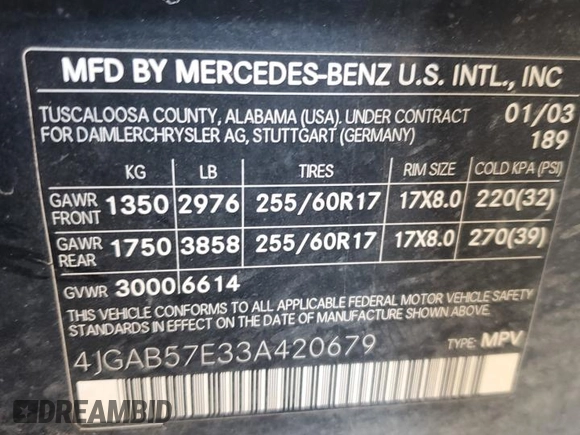 MFD BY MERCEDES-BENZ U.S. INTL., INC
TUSCALOOSA COUNTY, ALABAMA (USA). UNDER CONTRACT 01/03
FOR DAIMLERCHRYSLER AG, STUTTGART (GERMANY) 189
KG LB TIRES RIM SIZE COLD KPA (PSI)
GAWR FRONT 1350 2976 255/60R17 17X8.0 220(32)
GAWR REAR 1750 3858 255/60R17 17X8.0 270(39)
GVWR 3000 6614
THIS VEHICLE CONFORMS TO ALL APPLICABLE FEDERAL MOTOR VEHICLE SAFETY
STANDARDS IN EFFECT ON THE DATE OF MANUFACTURE SHOWN ABOVE.
4JGAB57E33A420679 TYPE: MPV
DREAMBID